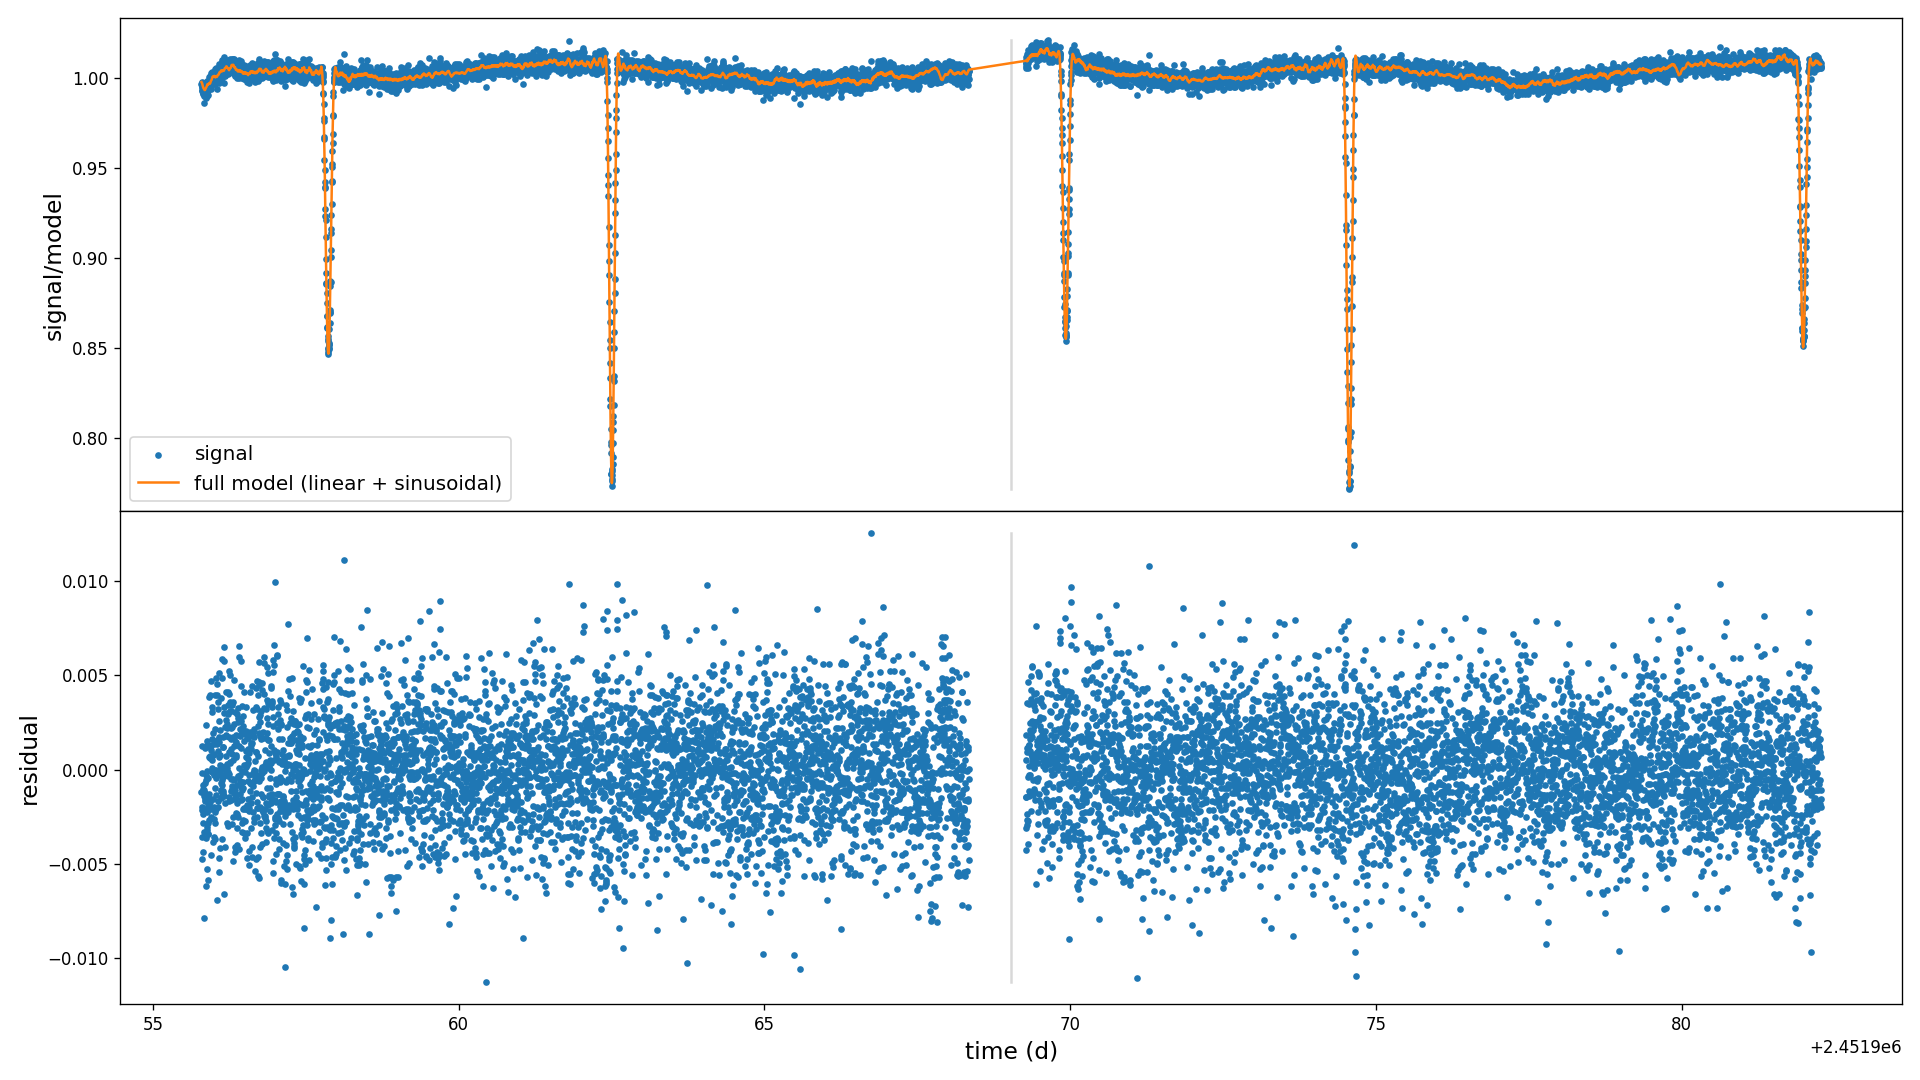 signal/model
1.00
0.95
0.90
0.85
0.80
signal
full model (linear + sinusoidal)
residual
0.010
0.005
0.000
−0.005
−0.010
55
60
65
70
75
80
time (d)
+2.4519e6